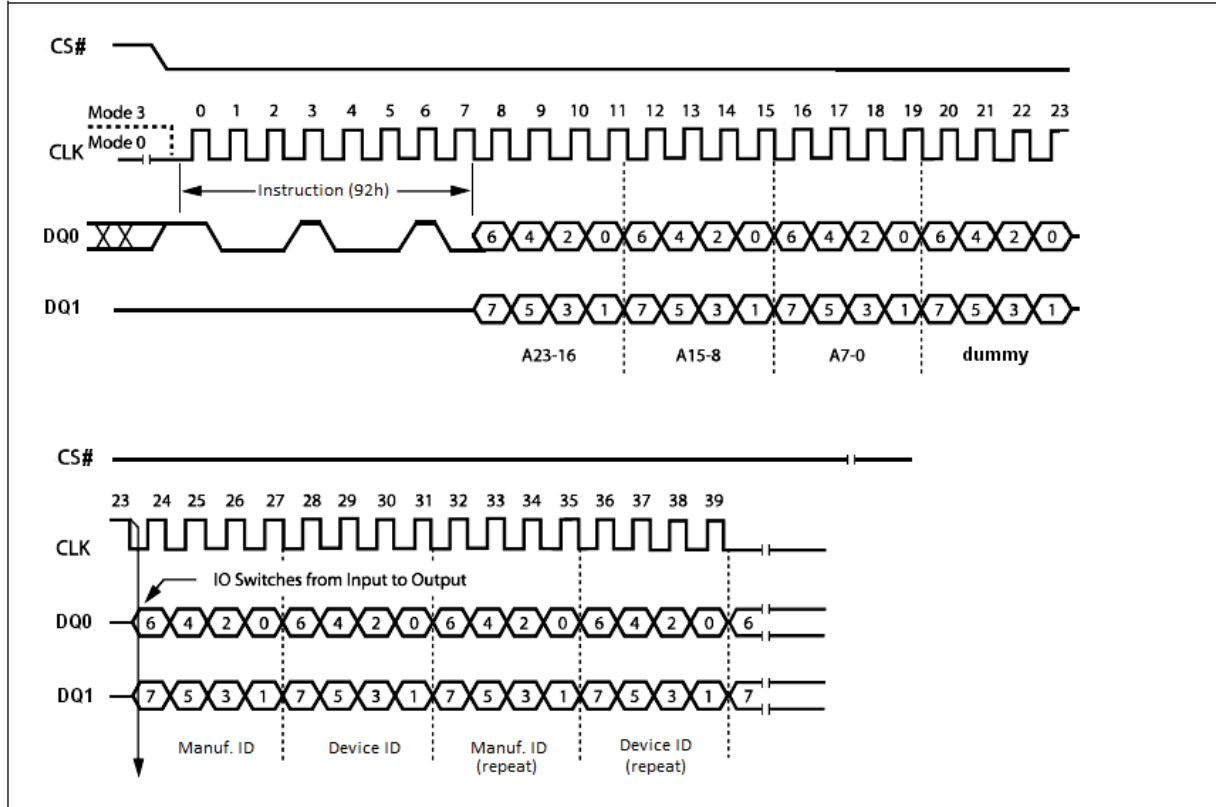 CS#
Mode 3
0 1 2 3 4 5 6 7 8 9 10 11 12 13 14 15 16 17 18 19 20 21 22 23
Mode 0
CLK
Instruction (92h)
DQ0
6 4 2 0 6 4 2 0 6 4 2 0 6 4 2 0
DQ1
7 5 3 1 7 5 3 1 7 5 3 1 7 5 3 1
A23-16 A15-8 A7-0 dummy
CS#
23 24 25 26 27 28 29 30 31 32 33 34 35 36 37 38 39
CLK
IO Switches from Input to Output
DQ0
6 4 2 0 6 4 2 0 6 4 2 0 6 4 2 0 6
DQ1
7 5 3 1 7 5 3 1 7 5 3 1 7 5 3 1 7
Manuf. ID Device ID Manuf. ID Device ID
(repeat) (repeat)